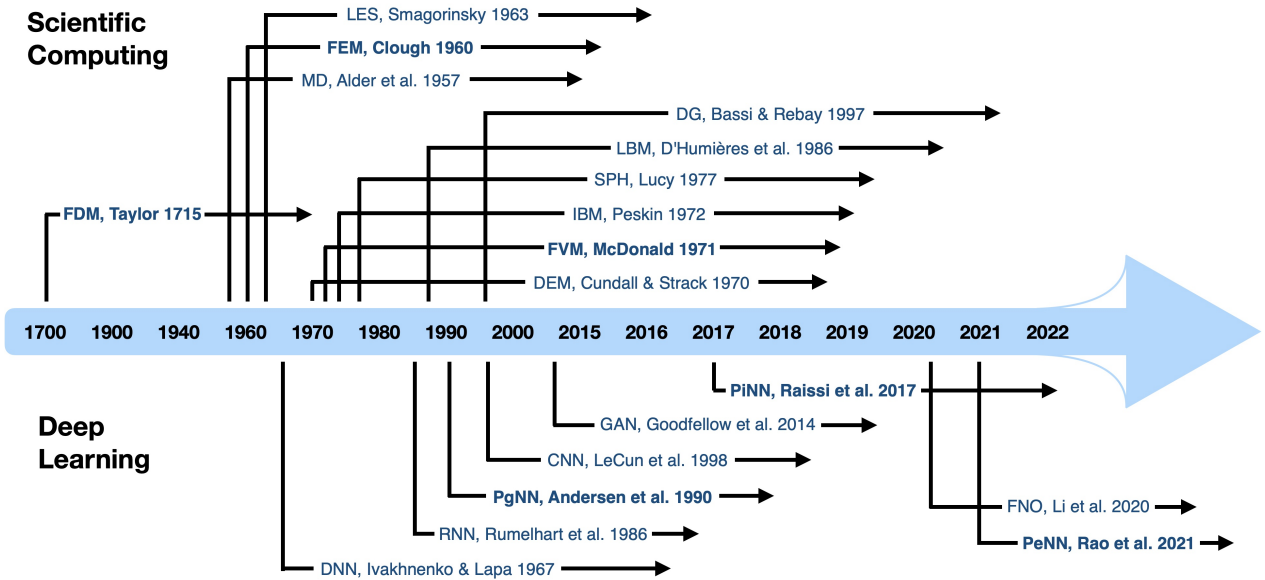 Scientific
Computing
LES, Smagorinsky 1963
FEM, Clough 1960
MD, Alder et al. 1957
DG, Bassi & Rebay 1997
LBM, D'Humières et al. 1986
SPH, Lucy 1977
FDM, Taylor 1715
IBM, Peskin 1972
FVM, McDonald 1971
DEM, Cundall & Strack 1970
1700 1900 1940 1960 1970 1980 1990 2000 2015 2016 2017 2018 2019 2020 2021 2022
Deep
Learning
PiNN, Raissi et al. 2017
GAN, Goodfellow et al. 2014
CNN, LeCun et al. 1998
PgNN, Andersen et al. 1990
FNO, Li et al. 2020
RNN, Rumelhart et al. 1986
PeNN, Rao et al. 2021
DNN, Ivakhnenko & Lapa 1967